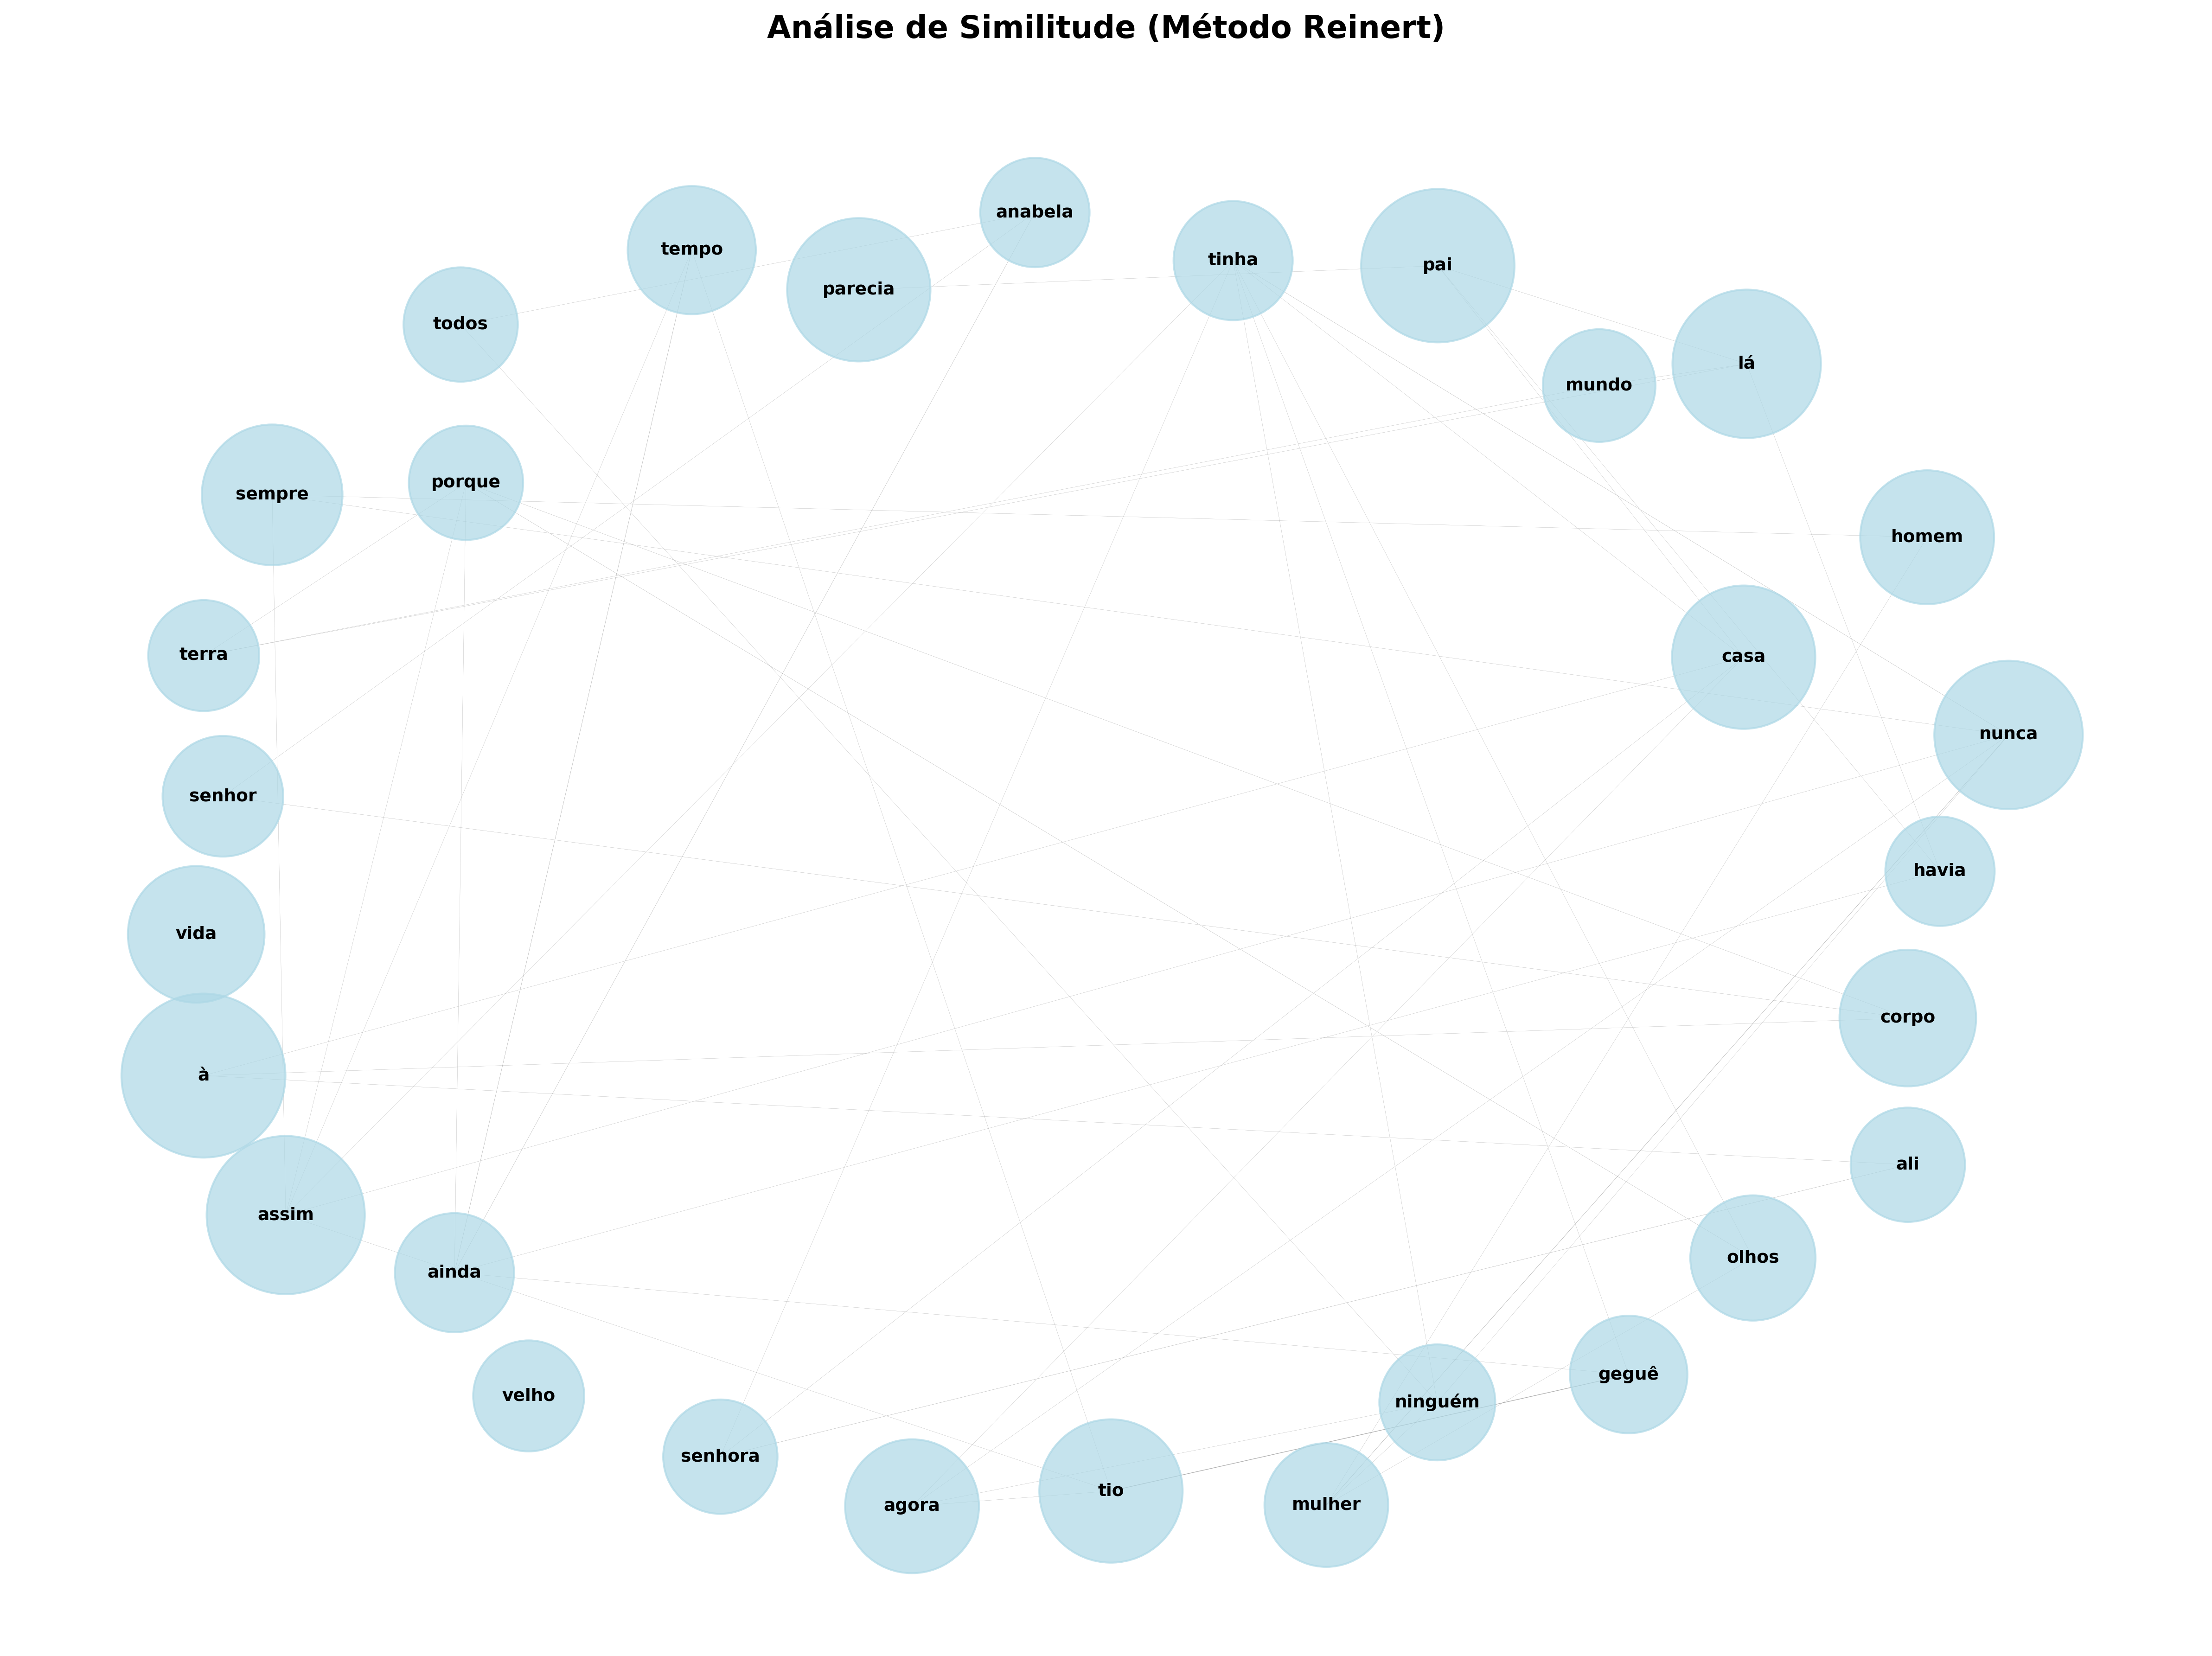 Análise de Similitude (Método Reinert)
anabela
tempo
tinha
pai
parecia
todos
lá
mundo
porque
sempre
homem
terra
casa
nunca
senhor
havia
vida
corpo
à
ali
assim
olhos
ainda
geguê
velho
ninguém
senhora
tio
mulher
agora